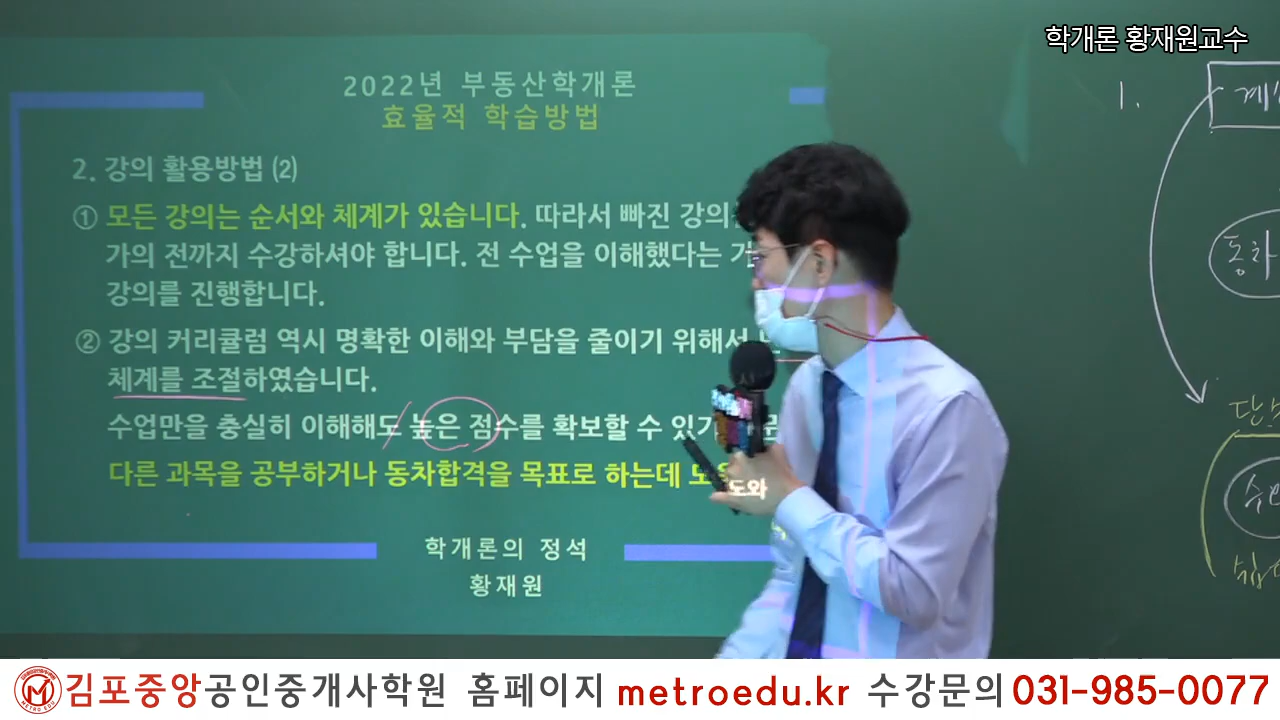 학개론 황재원교수
2022년 부동산학개론
효율적 학습방법
2. 강의 활용방법 (2)
① 모든 강의는 순서와 체계가 있습니다. 따라서 빠진 강의
가의 전까지 수강하셔야 합니다. 전 수업을 이해했다는
강의를 진행합니다.
② 강의 커리큘럼 역시 명확한 이해와 부담을 줄이기 위해서
체계를 조절하였습니다.
수업만을 충실히 이해해도 높은 점수를 확보할 수
다른 과목을 공부하거나 동차합격을 목표로 하는데 도와
학개론의 정석
황재원
1.
동차
METRO EDU
김포중앙공인중개사학원 홈페이지 metroedu.kr 수강문의 031-985-0077